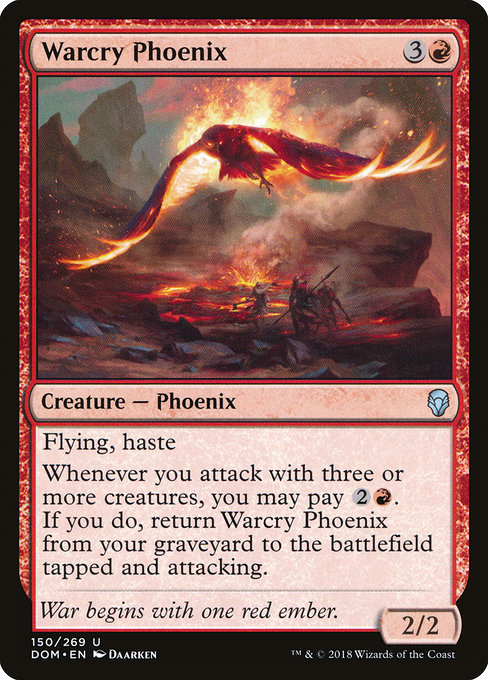 Warcry Phoenix 3
Creature — Phoenix
Flying, haste
Whenever you attack with three or
more creatures, you may pay 2.
If you do, return Warcry Phoenix
from your graveyard to the battlefield
tapped and attacking.
War begins with one red ember.
2/2
150/269 U
DOM • EN Daarken
™ & © 2018 Wizards of the Coast